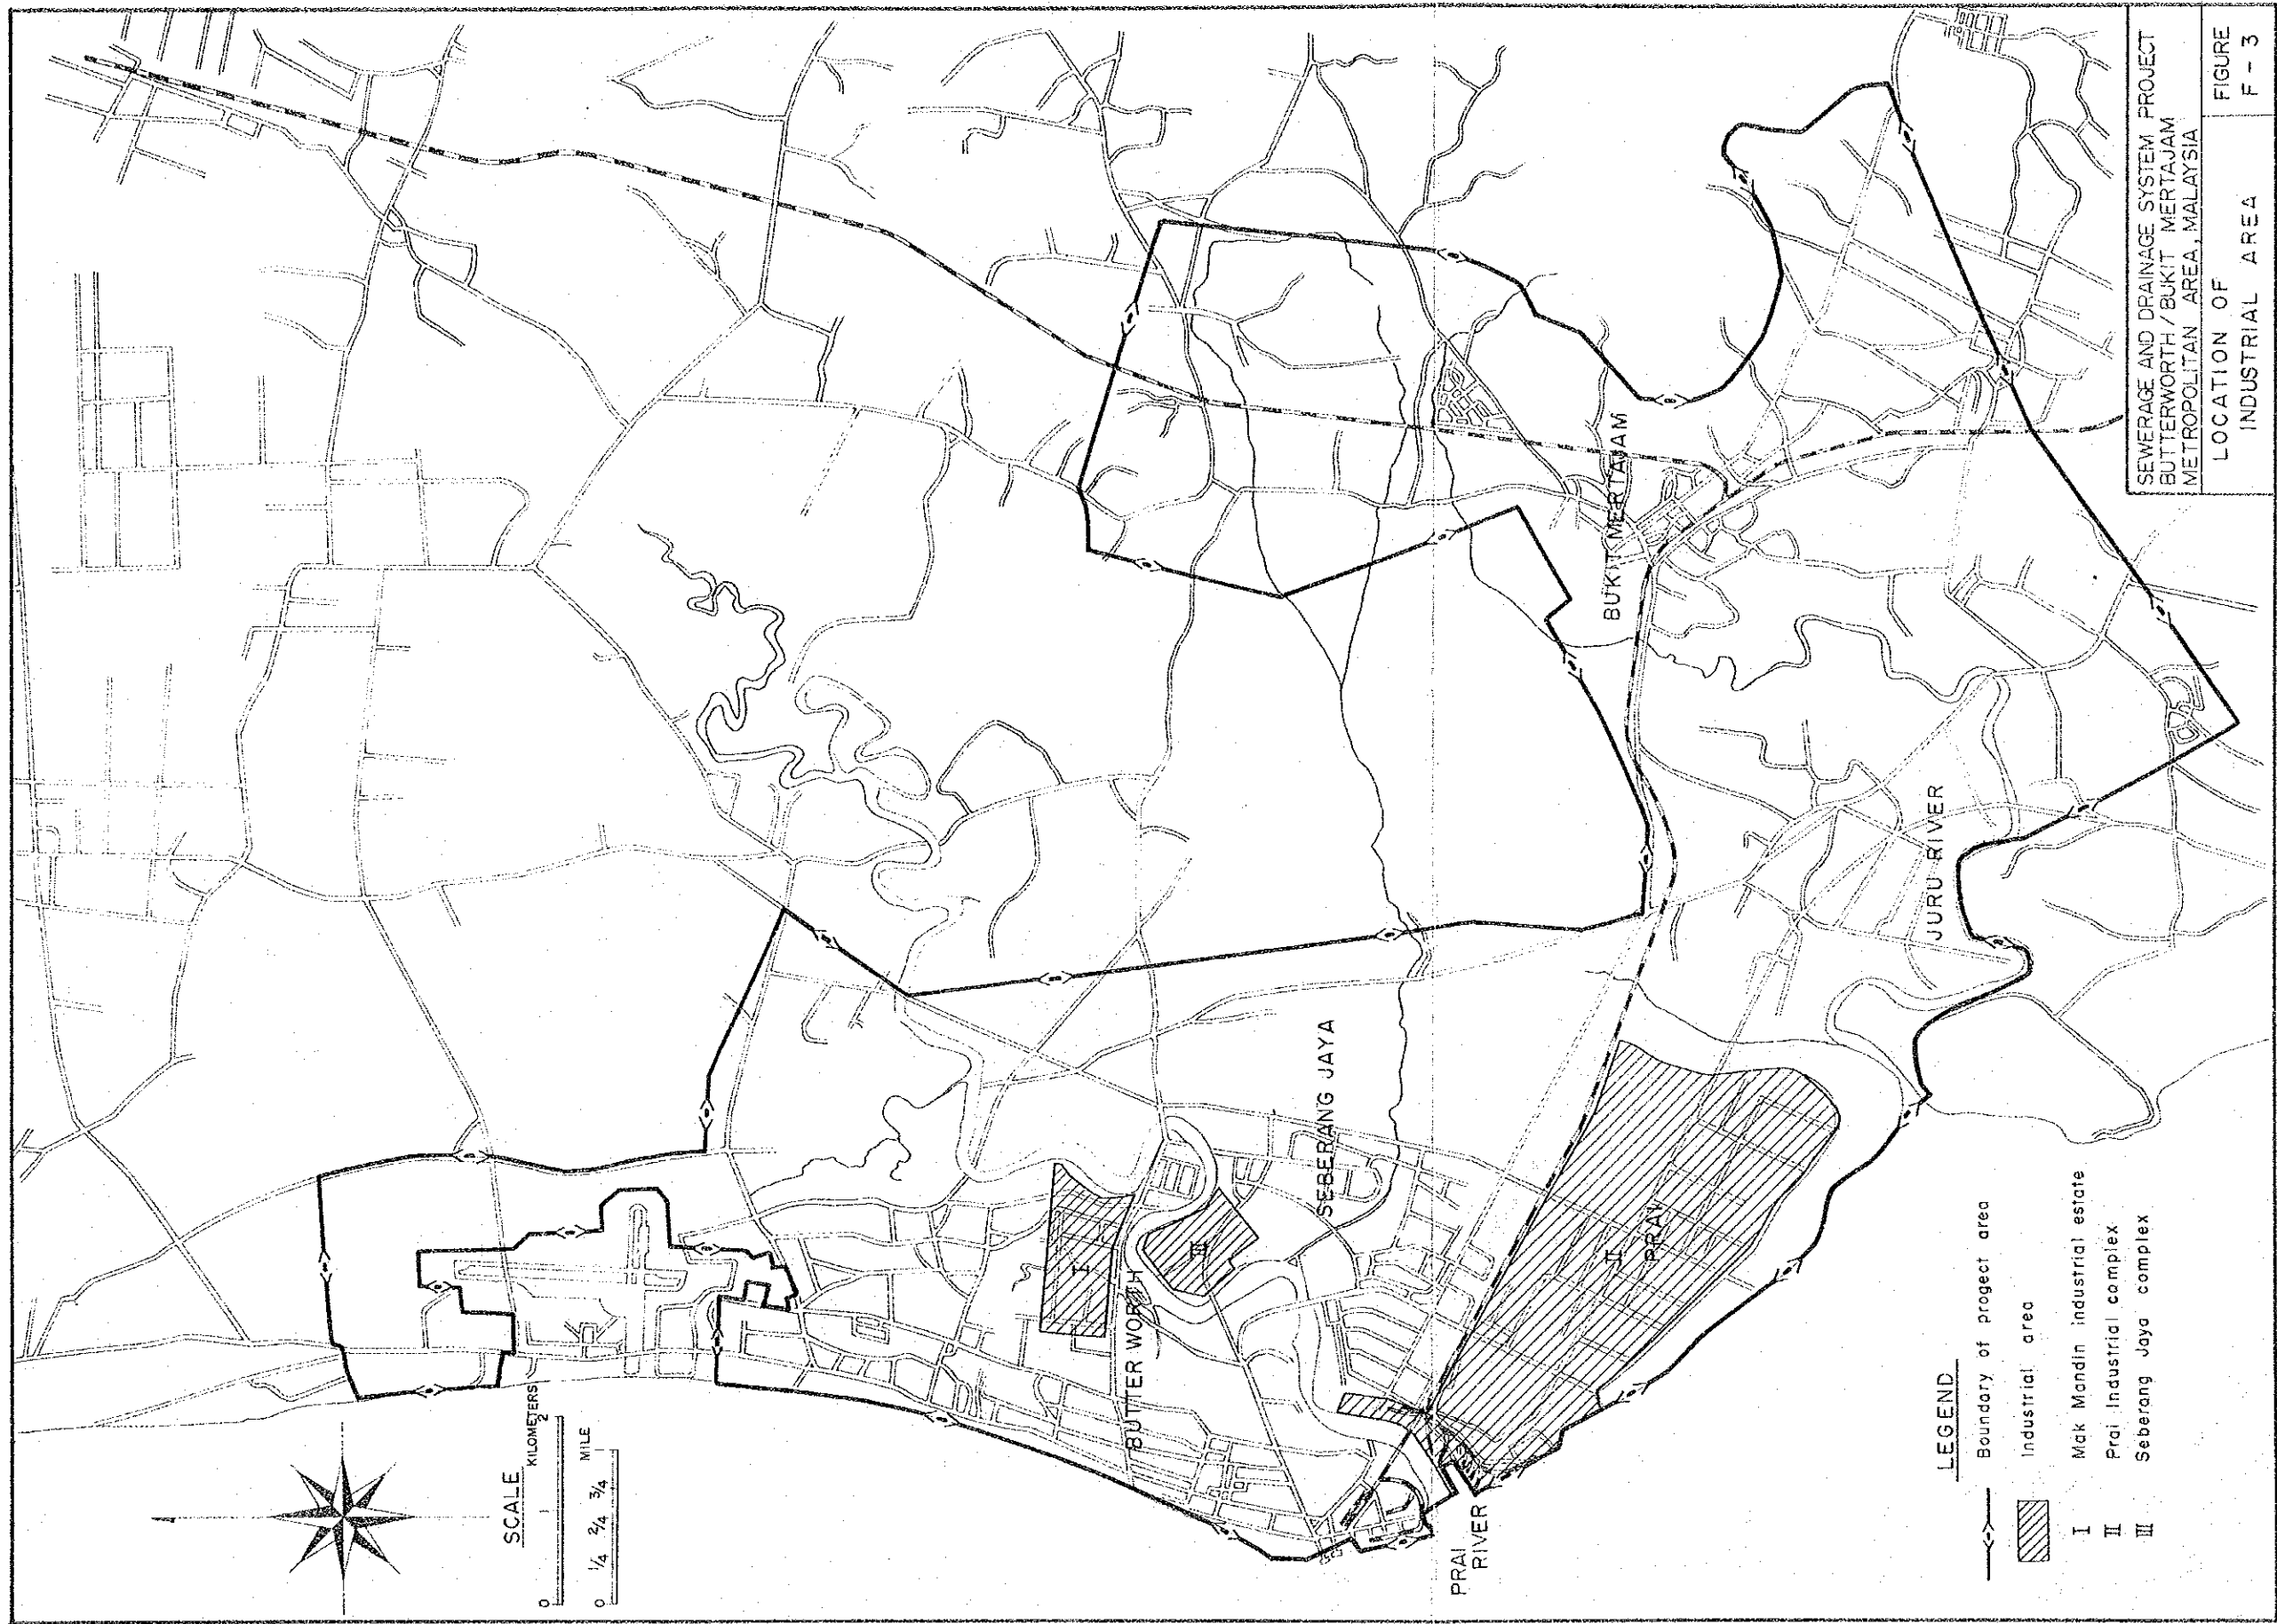 SEWERAGE AND DRAINAGE SYSTEM PROJECT
BUTTERWORTH / BUKIT MERTAJAM
METROPOLITAN AREA, MALAYSIA
LOCATION OF
INDUSTRIAL AREA
FIGURE
F - 3
SCALE
KILOMETERS
0 1 2
MILE
0 1/4 2/4 3/4 1
BUTTER WORTH
SEBERANG JAYA
BUKIT MERTAJAM
JURU RIVER
PRAI
RIVER
PRAI
I
II
III
LEGEND
Boundary of progect area
Industrial area
I Mak Mandin industrial estate
II Prai Industrial complex
III Seberang Jaya complex